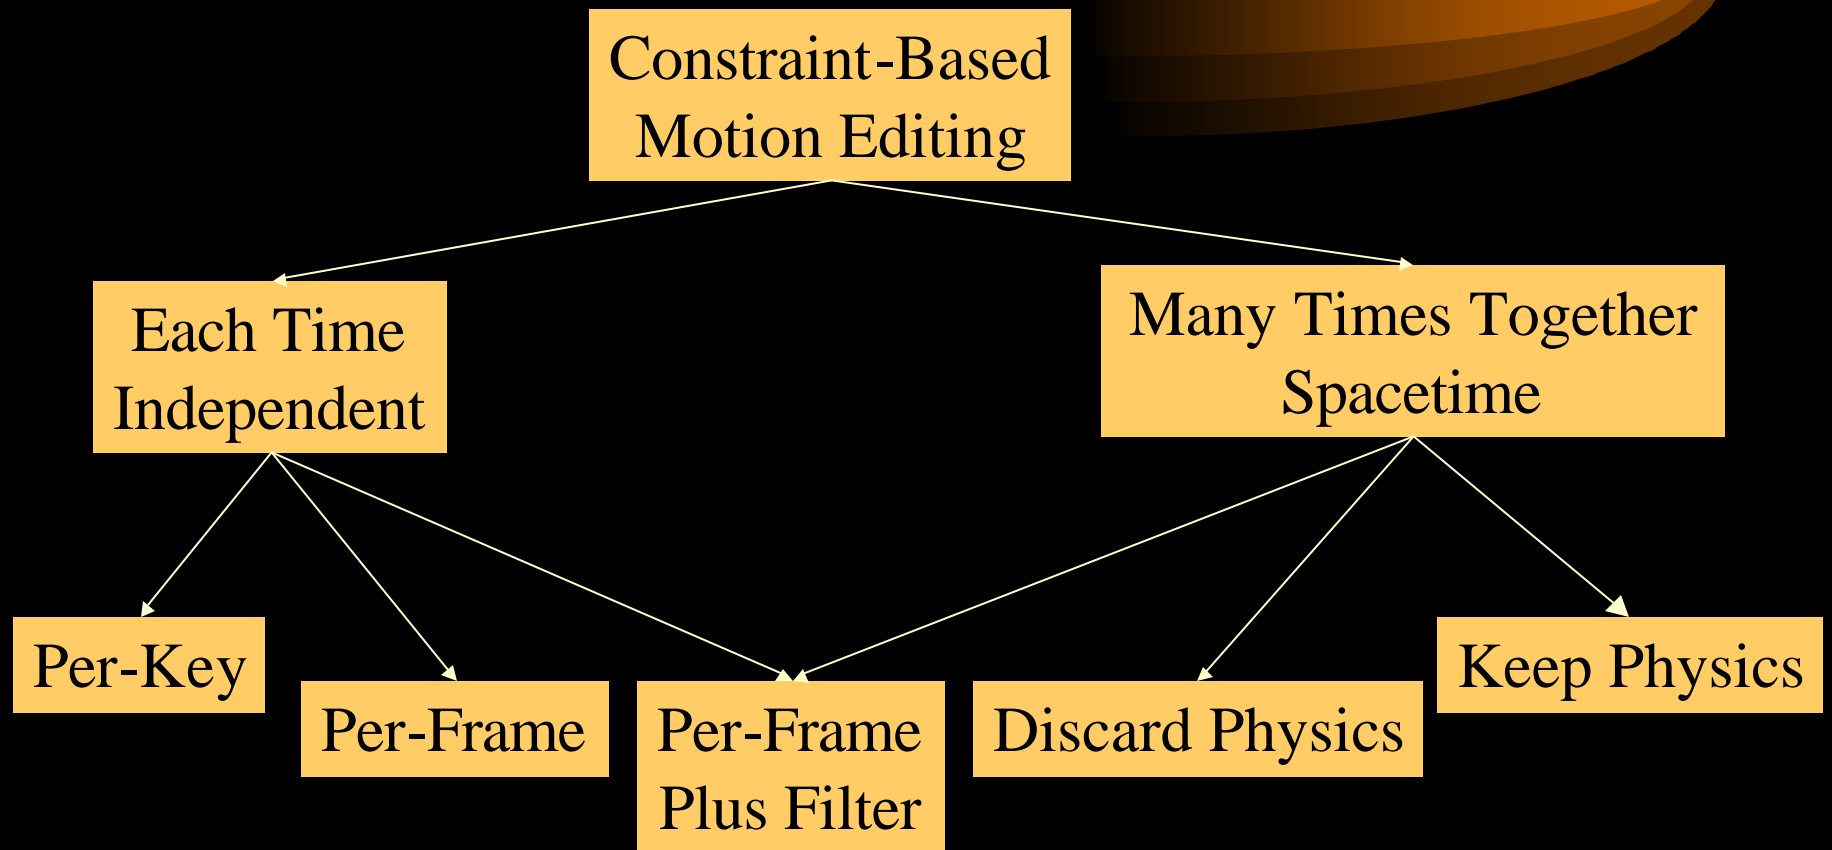 Constraint-Based
Motion Editing
Each Time
Independent
Many Times Together
Spacetime
Per-Key
Per-Frame
Per-Frame
Plus Filter
Discard Physics
Keep Physics